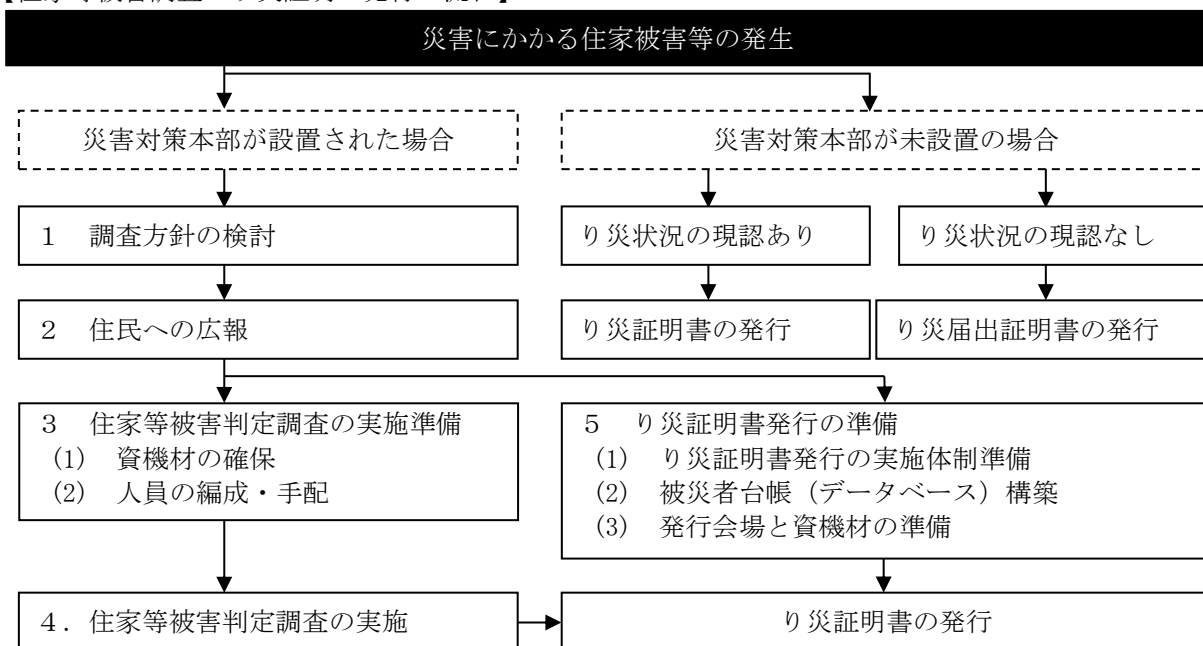 災害にかかる住家被害等の発生
災害対策本部が設置された場合
災害対策本部が未設置の場合
1 調査方針の検討
り災状況の現認あり
り災状況の現認なし
2 住民への広報
り災証明書の発行
り災届出証明書の発行
3 住家等被害判定調査の実施準備
(1) 資機材の確保
(2) 人員の編成・手配
5 り災証明書発行の準備
(1) り災証明書発行の実施体制準備
(2) 被災者台帳（データベース）構築
(3) 発行会場と資機材の準備
4．住家等被害判定調査の実施
り災証明書の発行